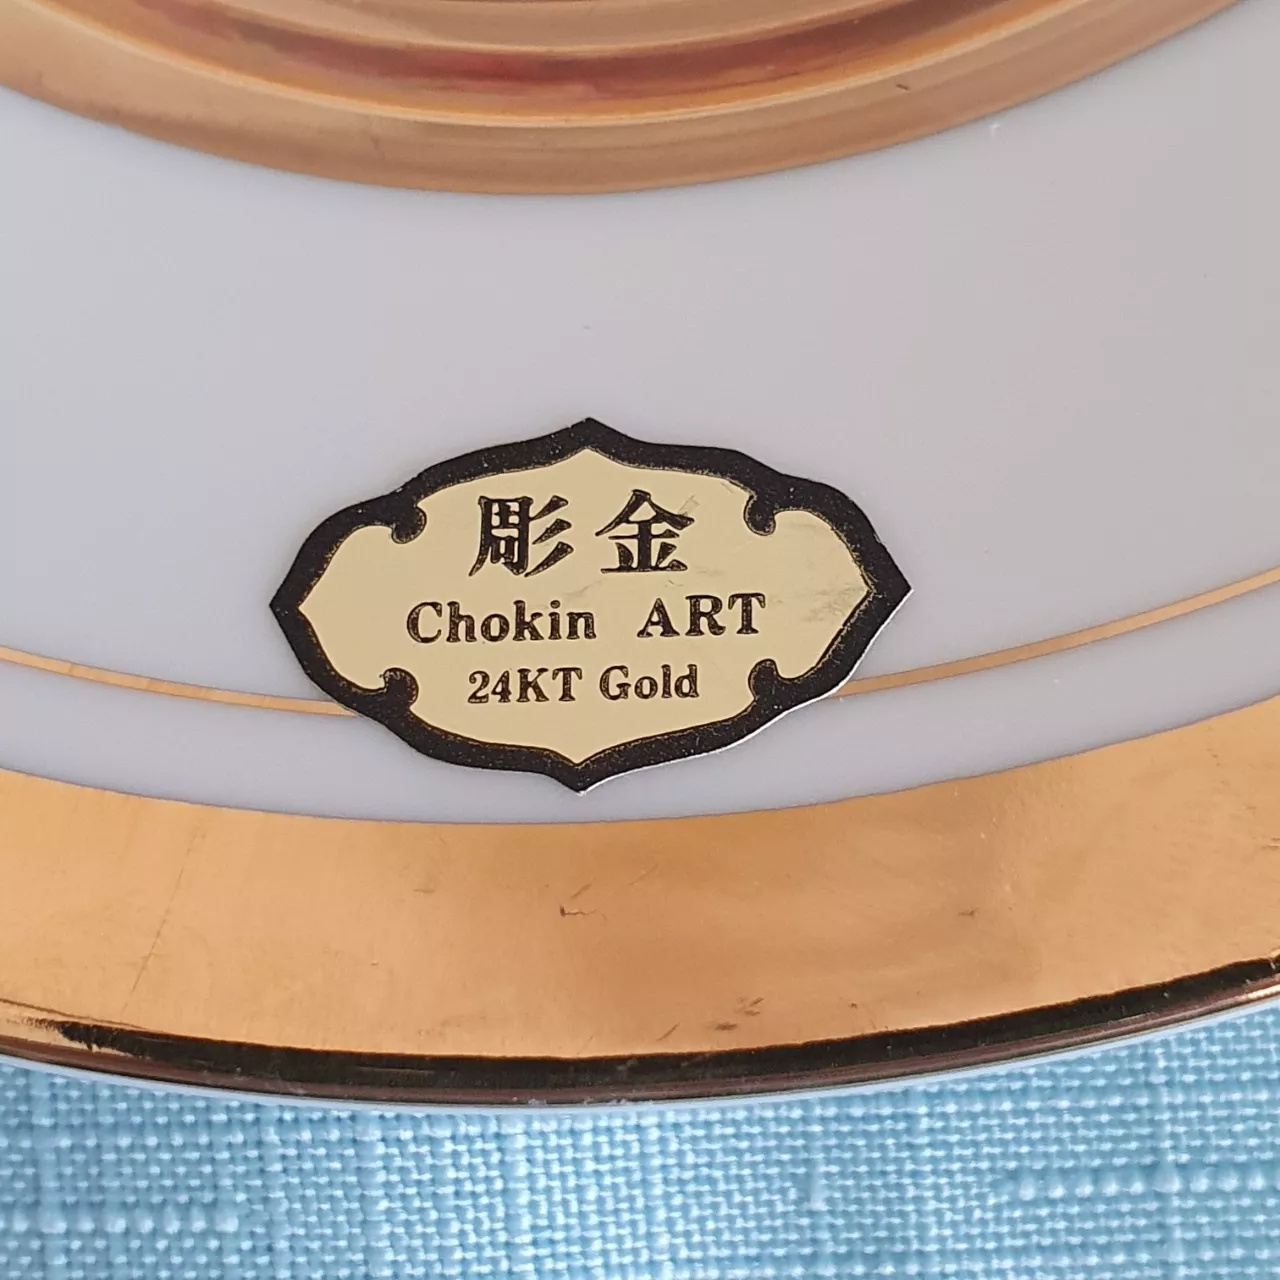 彫金
Chokin ART
24KT Gold